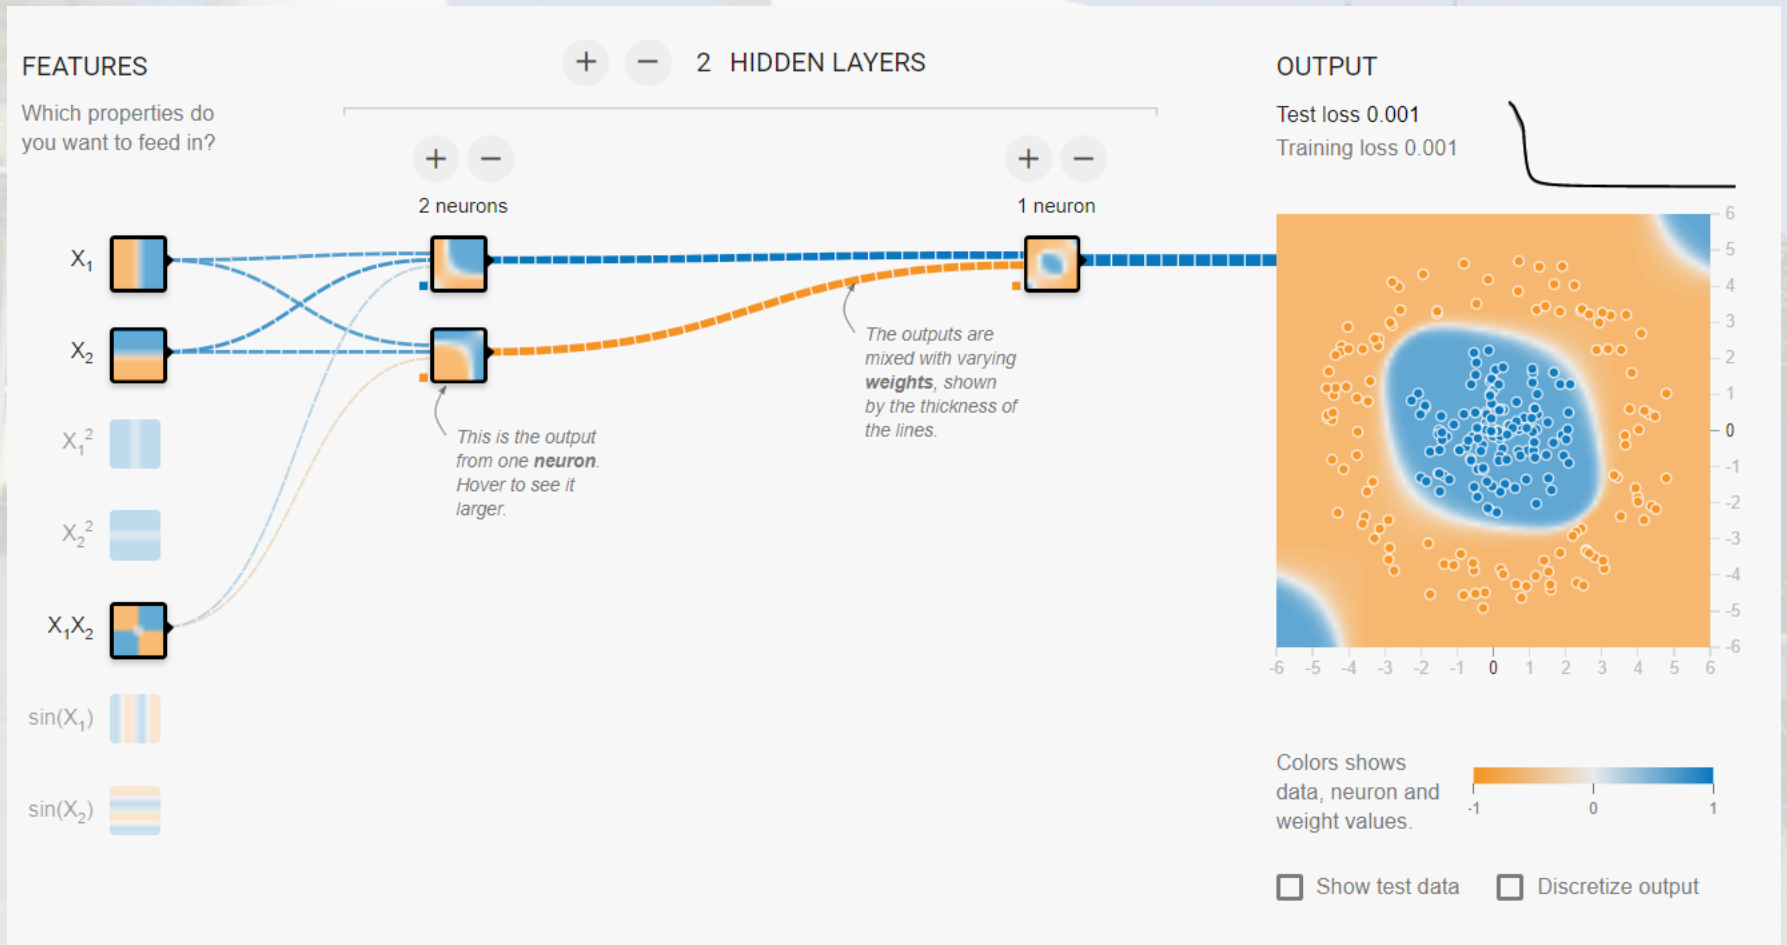 FEATURES
Which properties do
you want to feed in?
+ − 2 HIDDEN LAYERS
+ −
2 neurons
+ −
1 neuron
X₁
X₂
X₁²
X₂²
X₁X₂
sin(X₁)
sin(X₂)
This is the output
from one neuron.
Hover to see it
larger.
The outputs are
mixed with varying
weights, shown
by the thickness of
the lines.
OUTPUT
Test loss 0.001
Training loss 0.001
6
5
4
3
2
1
0
-1
-2
-3
-4
-5
-6
-6 -5 -4 -3 -2 -1 0 1 2 3 4 5 6
Colors shows
data, neuron and
weight values.
-1 0 1
Show test data
Discretize output